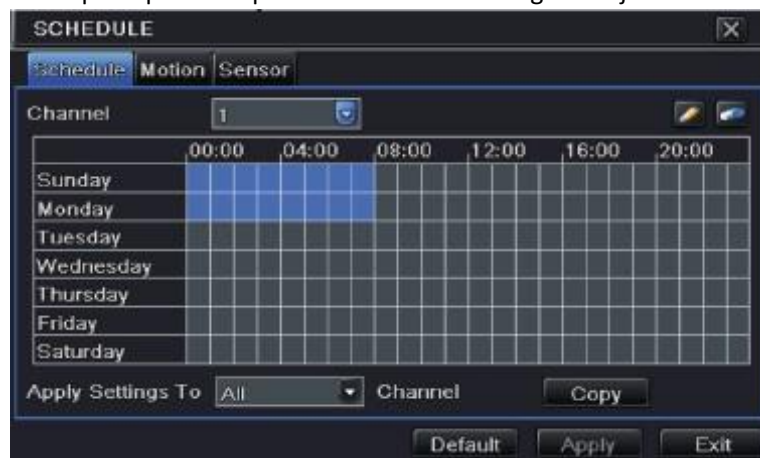 SCHEDULE
Schedule Motion Sensor
Channel 1
00:00 04:00 08:00 12:00 16:00 20:00
Sunday
Monday
Tuesday
Wednesday
Thursday
Friday
Saturday
Apply Settings To All Channel Copy
Default Apply Exit